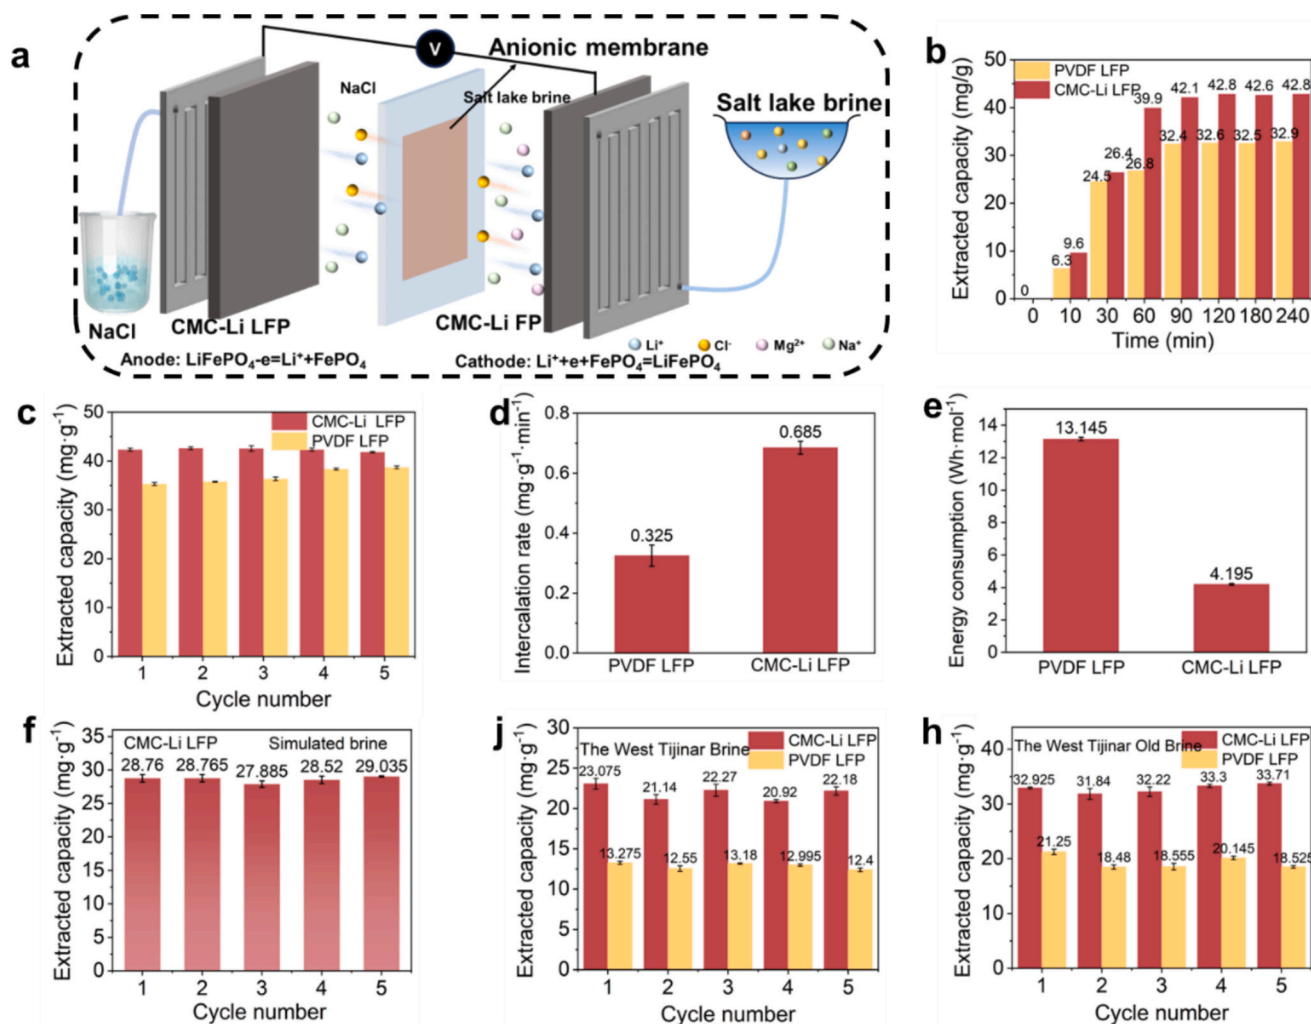 a
V
Anionic membrane
NaCl
Salt lake brine
Salt lake brine
NaCl
CMC-Li LFP
CMC-Li FP
Li⁺
Cl⁻
Mg²⁺
Na⁺
Anode: LiFePO₄-e=Li⁺+FePO₄
Cathode: Li⁺+e+FePO₄=LiFePO₄
b
Extracted capacity (mg/g)
50
40
30
20
10
0
PVDF LFP
CMC-Li LFP
0
6.3
9.6
24.5
26.4
26.8
39.9
32.4
42.1
32.6
42.8
32.5
42.6
32.9
42.8
0 10 30 60 90 120 180 240
Time (min)
c
Extracted capacity (mg·g⁻¹)
50
40
30
20
10
0
CMC-Li LFP
PVDF LFP
1 2 3 4 5
Cycle number
d
Intercalation rate (mg·g⁻¹·min⁻¹)
0.8
0.6
0.4
0.2
0.0
0.325
0.685
PVDF LFP CMC-Li LFP
e
Energy consumption (Wh·mol⁻¹)
14
12
10
8
6
4
2
0
13.145
4.195
PVDF LFP CMC-Li LFP
f
Extracted capacity (mg·g⁻¹)
35
30
25
20
15
10
5
0
CMC-Li LFP Simulated brine
28.76 28.765 27.885 28.52 29.035
1 2 3 4 5
Cycle number
j
Extracted capacity (mg·g⁻¹)
30
25
20
15
10
5
0
The West Tijinar Brine
CMC-Li LFP
PVDF LFP
23.075 21.14 22.27 20.92 22.18
13.275 12.55 13.18 12.995 12.4
1 2 3 4 5
Cycle number
h
Extracted capacity (mg·g⁻¹)
40
30
20
10
0
The West Tijinar Old Brine
CMC-Li LFP
PVDF LFP
32.925 31.84 32.22 33.3 33.71
21.25 18.48 18.555 20.145 18.525
1 2 3 4 5
Cycle number